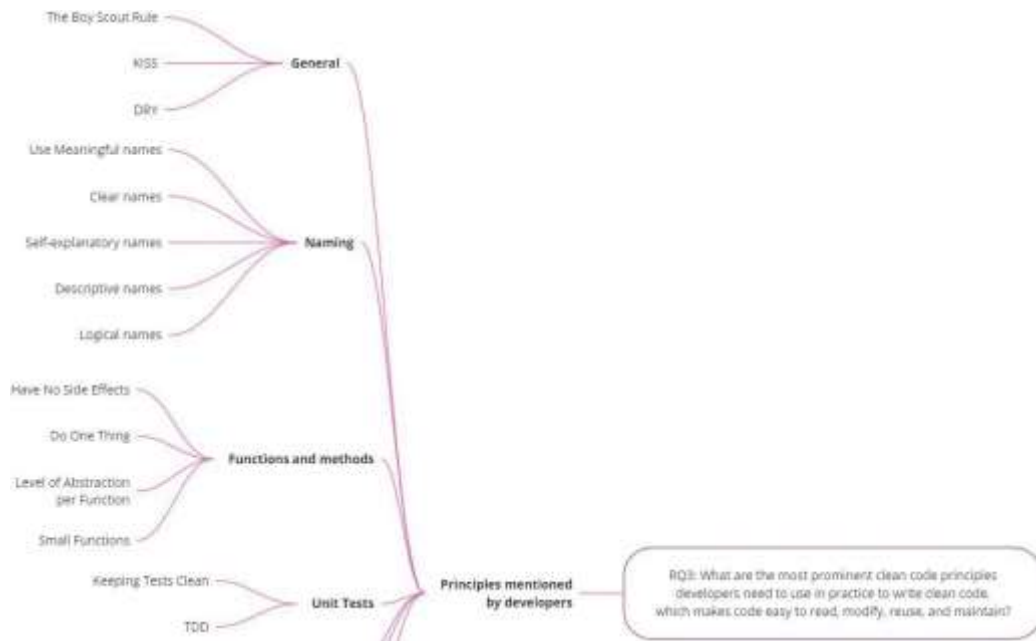 The Boy Scout Rule
KISS
DRY
General
Use Meaningful names
Clear names
Self-explanatory names
Descriptive names
Logical names
Naming
Have No Side Effects
Do One Thing
Level of Abstraction
per Function
Small Functions
Functions and methods
Keeping Tests Clean
TDD
Unit Tests
Principles mentioned
by developers
RQ3: What are the most prominent clean code principles
developers need to use in practice to write clean code,
which makes code easy to read, modify, reuse, and maintain?